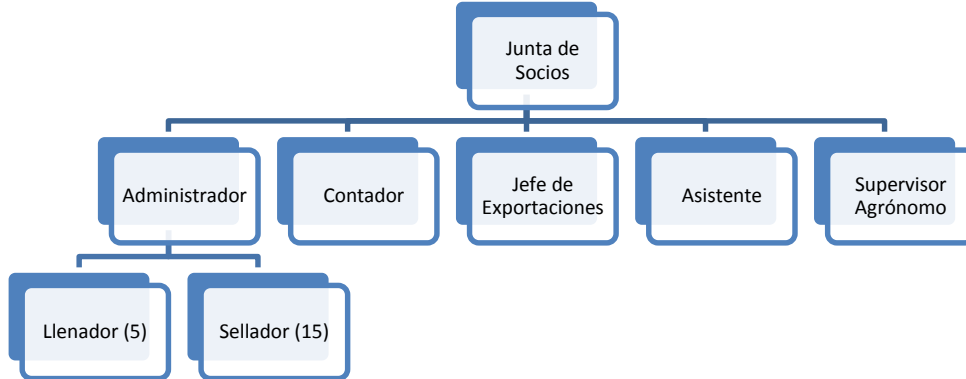 Junta de
Socios
Administrador
Contador
Jefe de
Exportaciones
Asistente
Supervisor
Agrónomo
Llenador (5)
Sellador (15)